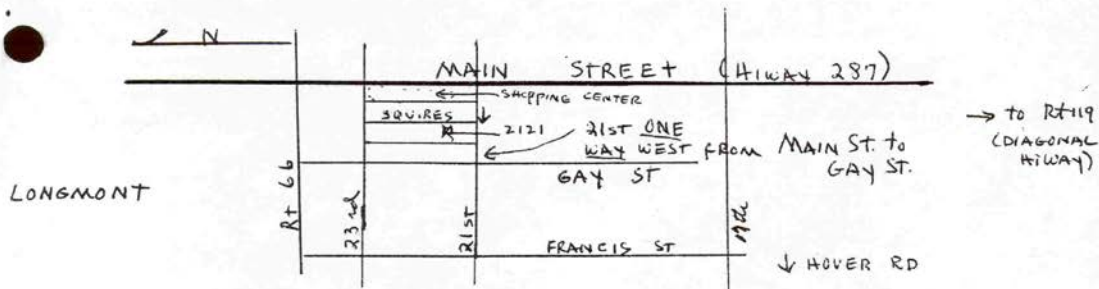 N
MAIN STREET (HIWAY 287)
← SHOPPING CENTER
SQUIRES
→ to Rt 119
(DIAGONAL
HIWAY)
2121
21ST ONE
WAY WEST FROM MAIN ST. to
GAY ST.
GAY ST
LONGMONT
Rt 66
23rd
21ST
17th
FRANCIS ST
↓ HOVER RD